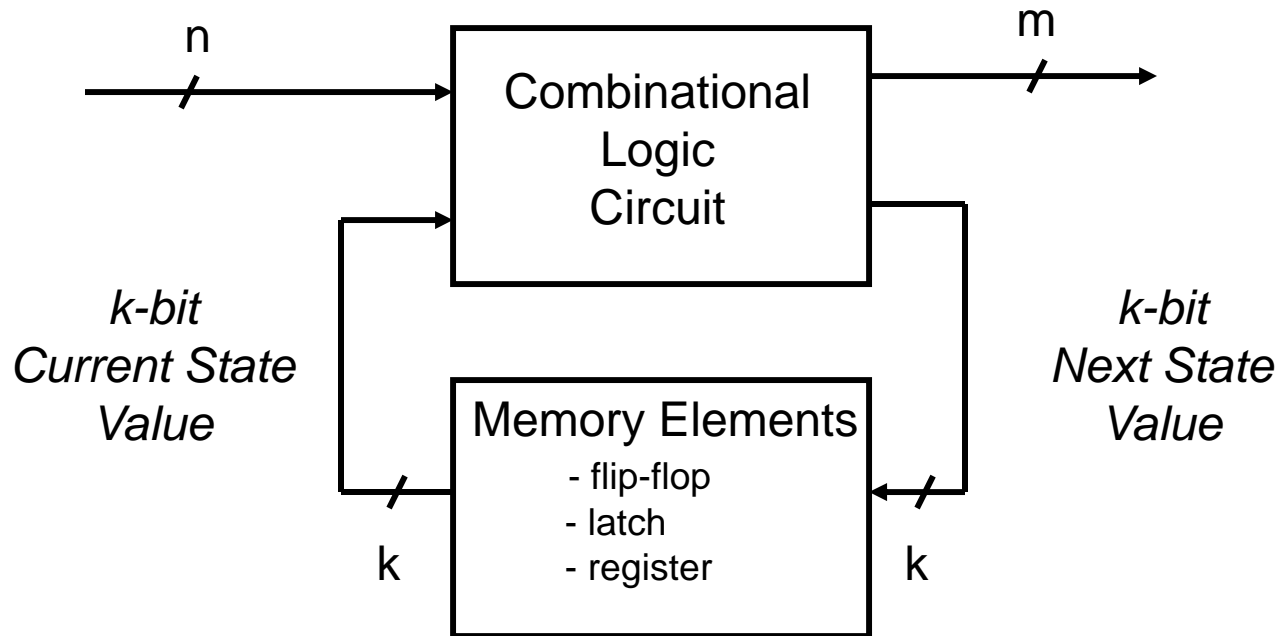 n
m
Combinational
Logic
Circuit
k-bit
Current State
Value
k-bit
Next State
Value
Memory Elements
- flip-flop
- latch
- register
k
k